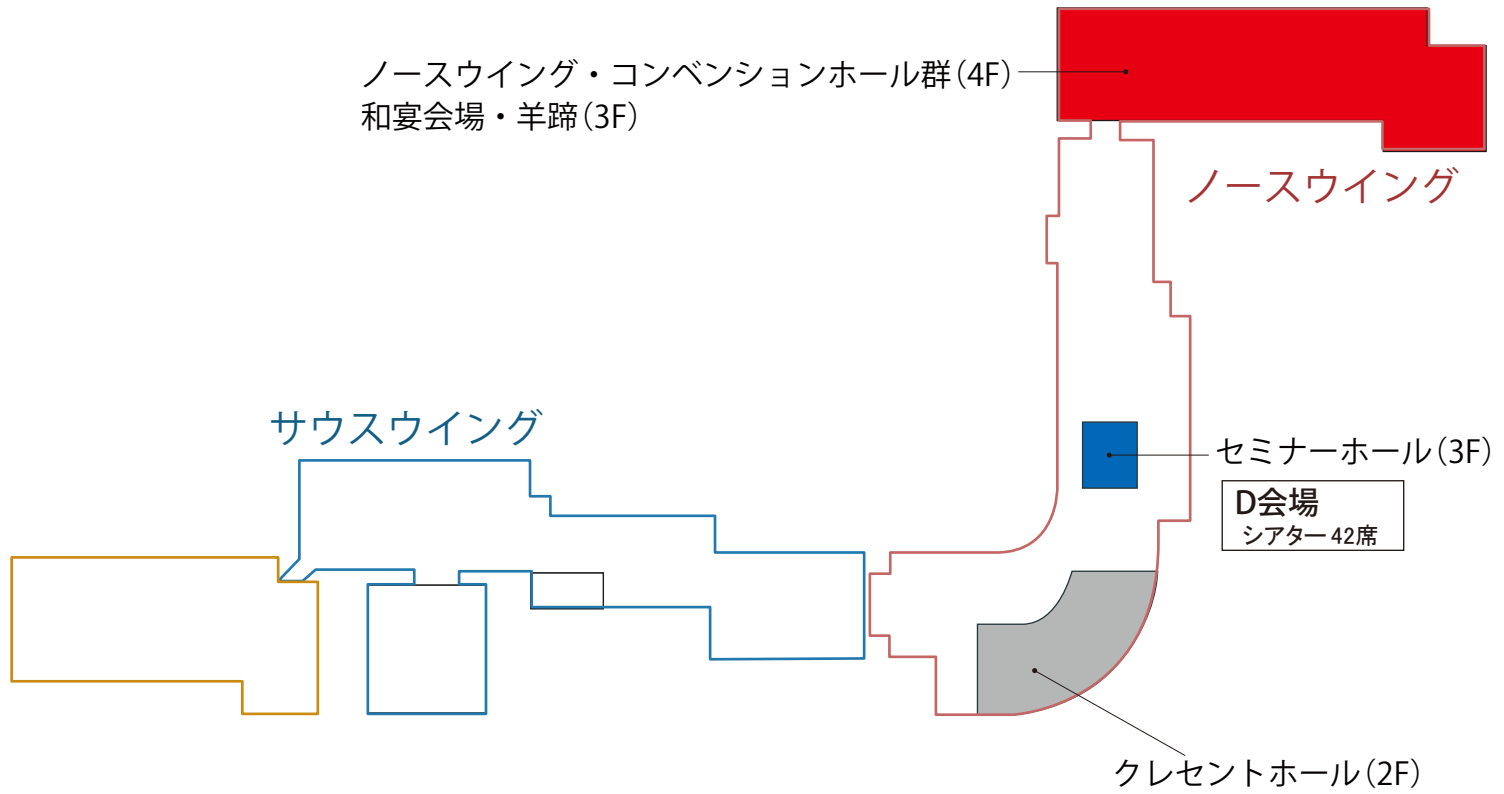 ノースウイング・コンベンションホール群(4F)
和宴会場・羊蹄(3F)
ノースウイング
サウスウイング
セミナーホール(3F)
D会場
シアター 42席
クレセントホール(2F)